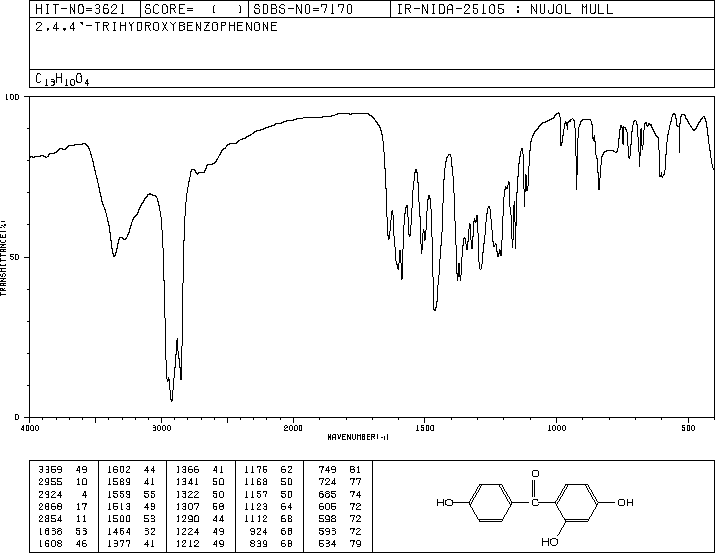 HIT-NO=3621 SCORE= ( ) SDBS-NO=7170 IR-NIDA-25105 : NUJOL MULL
2,4,4'-TRIHYDROXYBENZOPHENONE
C13H10O4
100
50
0
TRANSMITTANCE(%)
4000 3000 2000 1500 1000 500
WAVENUMBER(-1)
3369 49 1602 44 1366 41 1176 62 749 81
2955 10 1589 41 1341 50 1168 50 724 77
2924 4 1559 55 1322 50 1157 50 685 74
2868 17 1513 49 1307 58 1123 64 605 72
2854 11 1500 53 1290 44 1112 68 598 72
1636 53 1464 32 1224 49 924 68 593 72
1608 46 1377 41 1212 49 839 68 534 79
O
HO C OH
HO